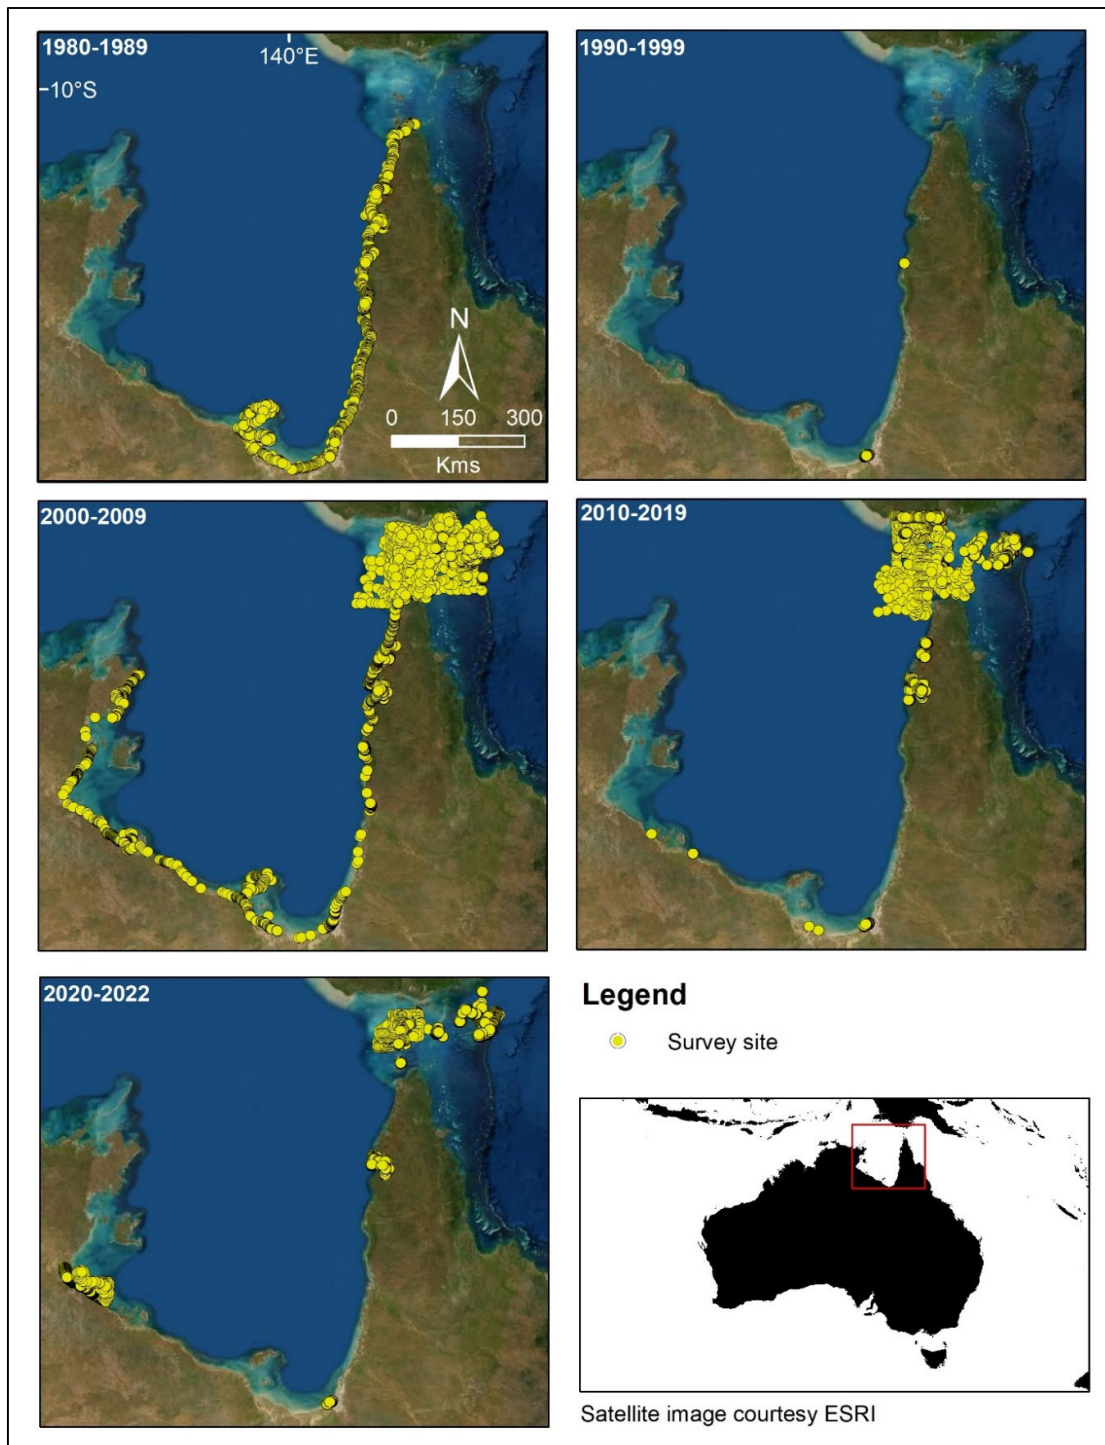 1980-1989
140°E
10°S
N
0 150 300
Kms
1990-1999
2000-2009
2010-2019
2020-2022
Legend
Survey site
Satellite image courtesy ESRI